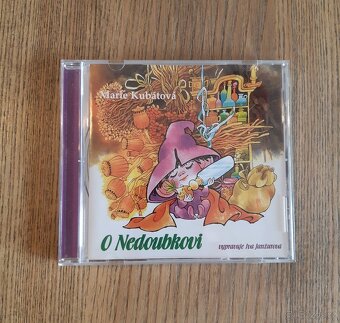 Marie Kubátová
O Nedoubkovi
vypravuje Iva Janžurová